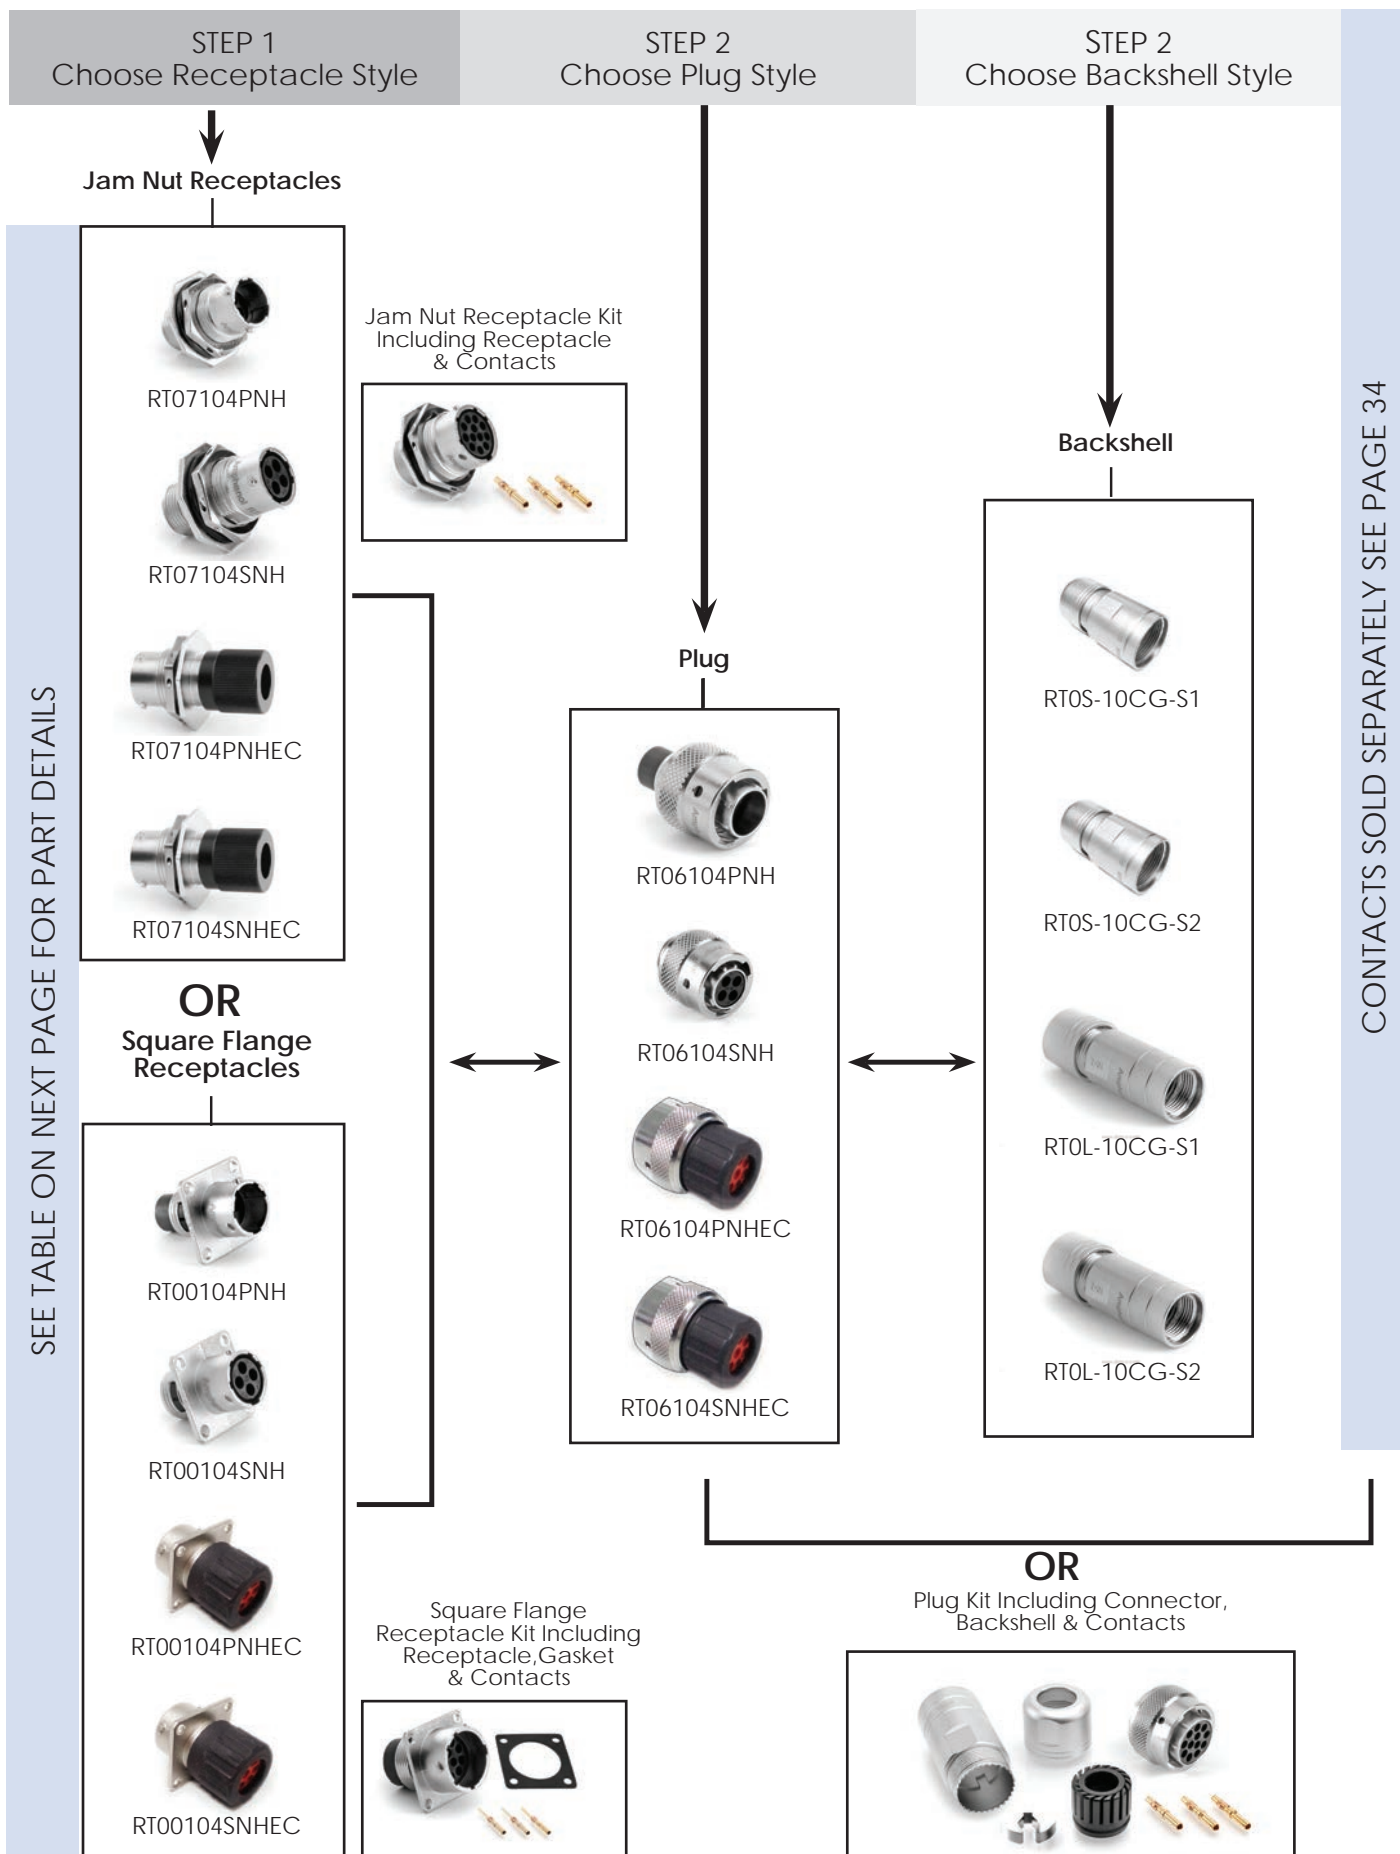 STEP 1
Choose Receptacle Style
STEP 2
Choose Plug Style
STEP 2
Choose Backshell Style
Jam Nut Receptacles
RT07104PNH
RT07104SNH
RT07104PNHEC
RT07104SNHEC
Jam Nut Receptacle Kit
Including Receptacle
& Contacts
OR
Square Flange
Receptacles
RT00104PNH
RT00104SNH
RT00104PNHEC
RT00104SNHEC
Square Flange
Receptacle Kit Including
Receptacle,Gasket
& Contacts
Plug
RT06104PNH
RT06104SNH
RT06104PNHEC
RT06104SNHEC
Backshell
RT0S-10CG-S1
RT0S-10CG-S2
RT0L-10CG-S1
RT0L-10CG-S2
OR
Plug Kit Including Connector,
Backshell & Contacts
SEE TABLE ON NEXT PAGE FOR PART DETAILS
CONTACTS SOLD SEPARATELY SEE PAGE 34